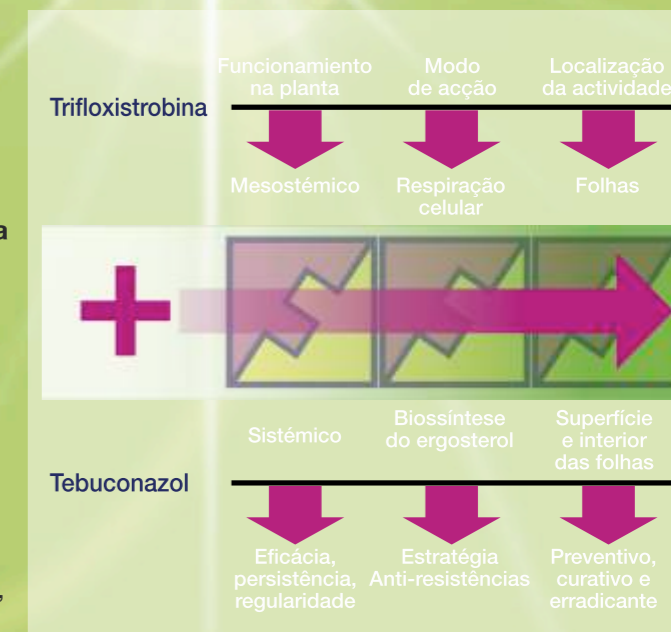 Funcionamiento
na planta
Modo
de acção
Localização
da actividade
Trifloxistrobina
Mesostémico
Respiração
celular
Folhas
a
+
Sistémico
Biossíntese
do ergosterol
Superfície
e interior
das folhas
Tebuconazol
Eficácia,
persistência,
regularidade
Estratégia
Anti-resistências
Preventivo,
curativo e
erradicante
,